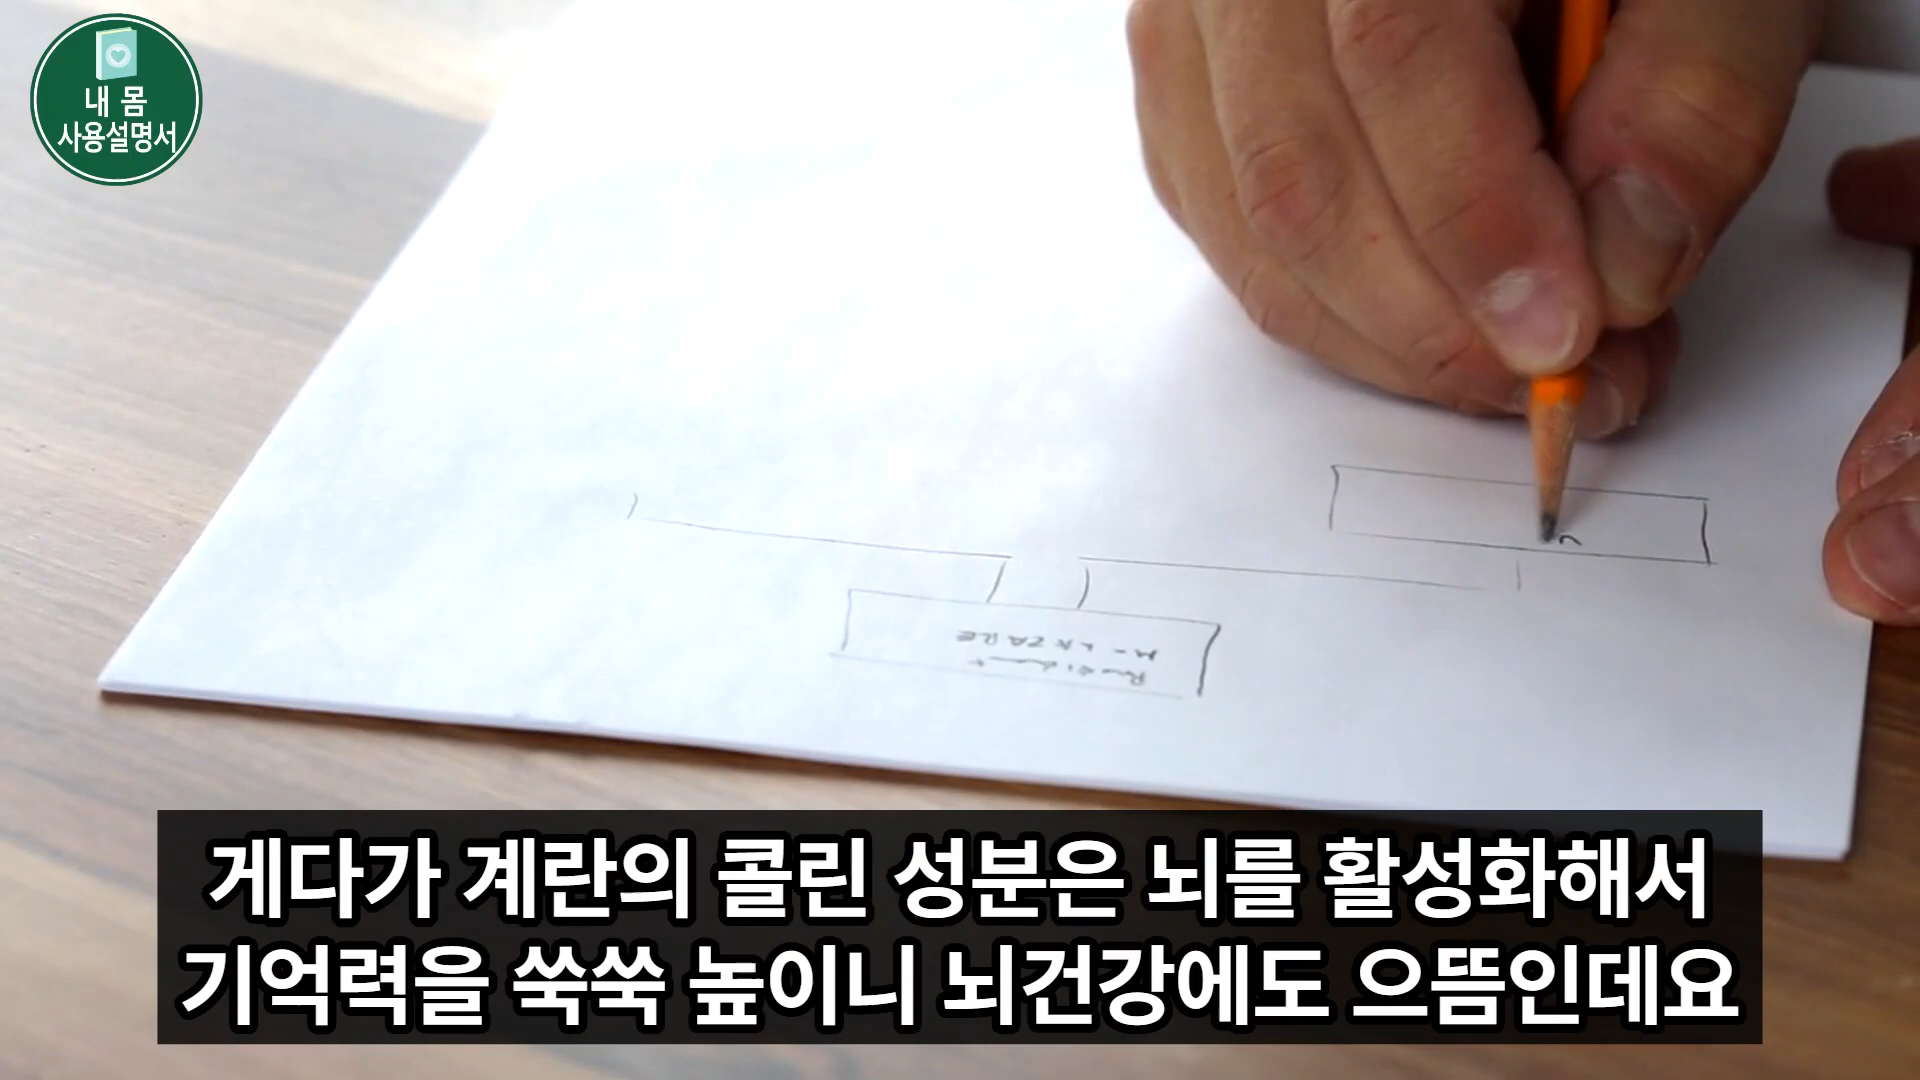 내 몸
사용설명서
게다가 계란의 콜린 성분은 뇌를 활성화해서
기억력을 쑥쑥 높이니 뇌건강에도 으뜸인데요